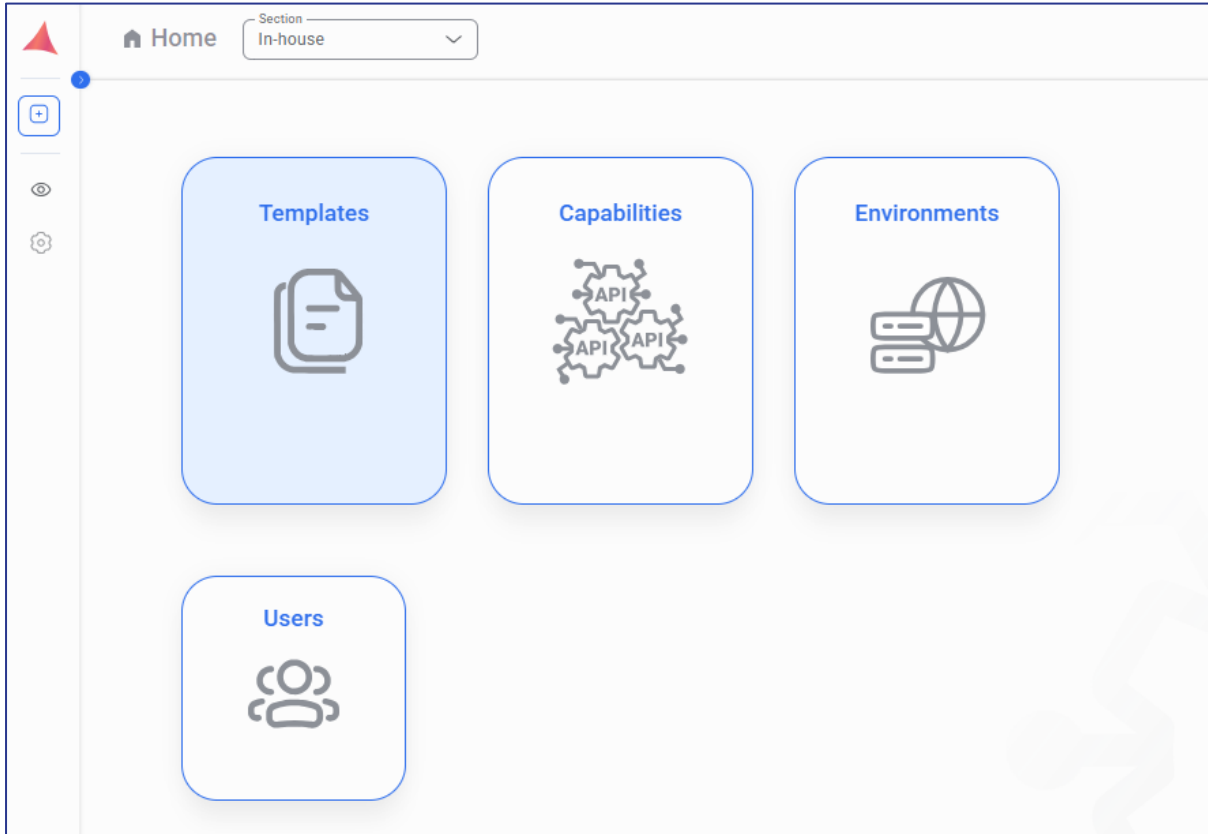 Home
Section
In-house
Templates
Capabilities
Environments
API
API
API
Users